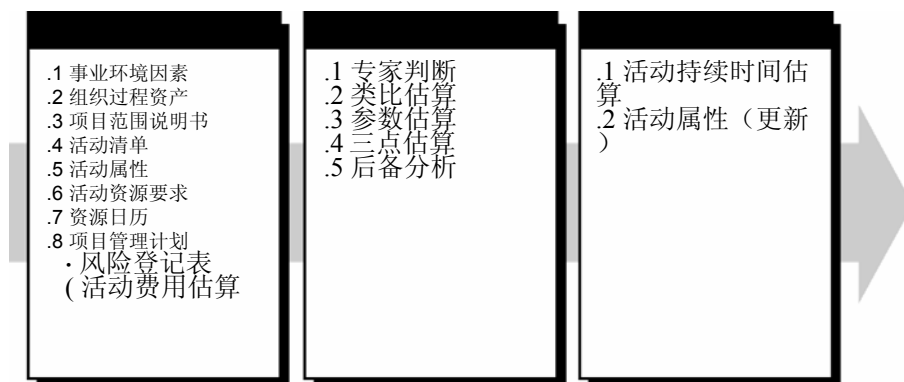 .1 事业环境因素
.2 组织过程资产
.3 项目范围说明书
.4 活动清单
.5 活动属性
.6 活动资源要求
.7 资源日历
.8 项目管理计划
· 风险登记表
( 活动费用估算
.1 专家判断
.2 类比估算
.3 参数估算
.4 三点估算
.5 后备分析
.1 活动持续时间估
算
.2 活动属性（更新
）